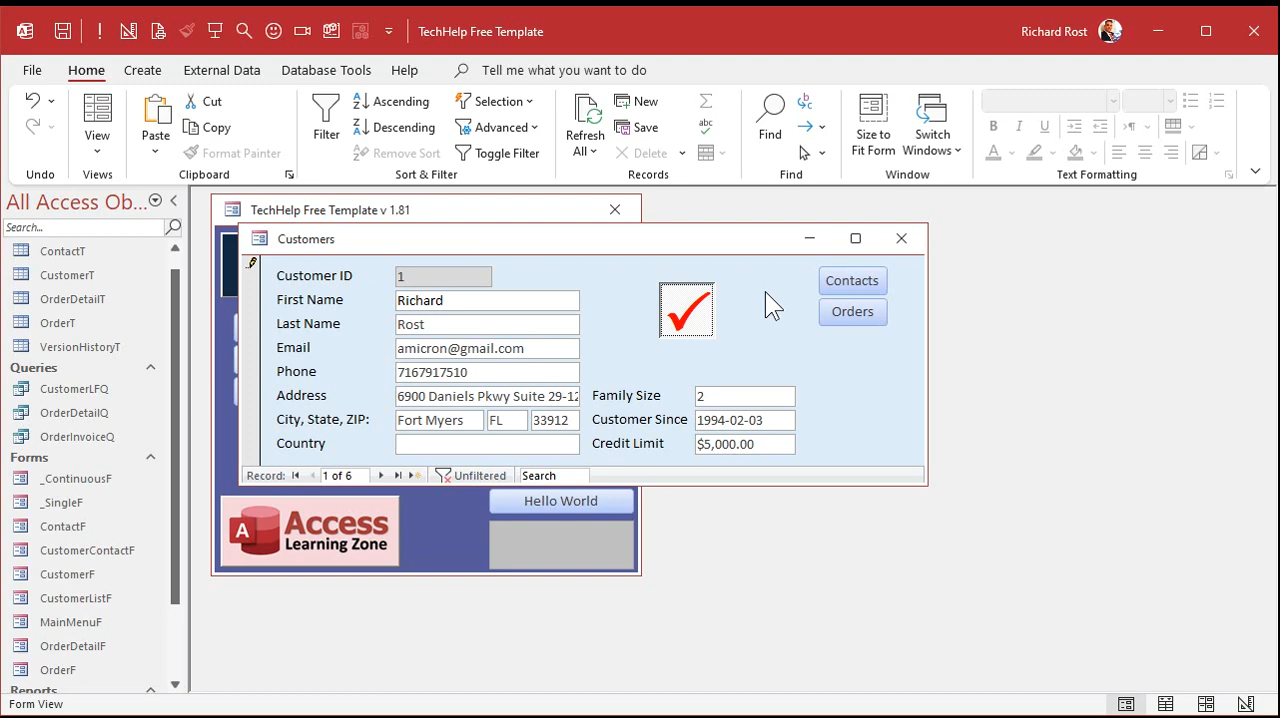 TechHelp Free Template
Richard Rost
File Home Create External Data Database Tools Help Tell me what you want to do
View
Views
Undo
Paste
Cut
Copy
Format Painter
Clipboard
Filter
Ascending
Descending
Remove Sort
Selection
Advanced
Toggle Filter
Sort & Filter
Refresh
All
New
Save
Delete
Records
Find
Find
Size to
Fit Form
Switch
Windows
Window
B I U
A
Text Formatting
All Access Ob...
Search...
ContactT
CustomerT
OrderDetailT
OrderT
VersionHistoryT
Queries
CustomerLFQ
OrderDetailQ
OrderInvoiceQ
Forms
_ContinuousF
_SingleF
ContactF
CustomerContactF
CustomerF
CustomerListF
MainMenuF
OrderDetailF
OrderF
Reports
TechHelp Free Template v 1.81
Customers
Customer ID 1
First Name Richard
Last Name Rost
Email amicron@gmail.com
Phone 7167917510
Address 6900 Daniels Pkwy Suite 29-12
City, State, ZIP: Fort Myers FL 33912
Country
Family Size 2
Customer Since 1994-02-03
Credit Limit $5,000.00
Contacts
Orders
Record: 1 of 6 Unfiltered Search
Hello World
A Access
Learning Zone
Form View